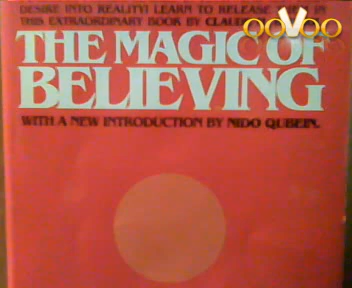 DESIRE INTO REALITY! LEARN TO RELEASE IN
THIS EXTRAORDINARY BOOK BY CLAUD
ooVoo
THE MAGIC OF
BELIEVING
WITH A NEW INTRODUCTION BY NIDO QUBEIN.